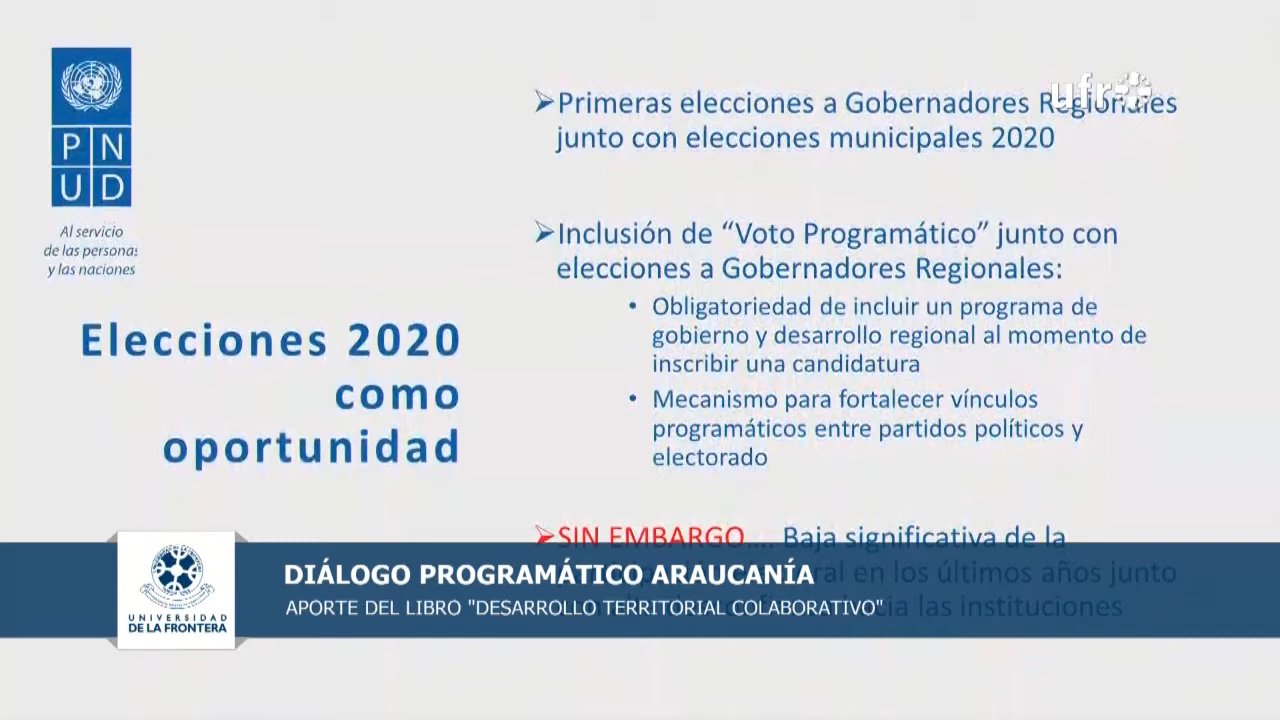 PNUD
Al servicio
de las personas
y las naciones
Elecciones 2020
como
oportunidad
ufro
➢Primeras elecciones a Gobernadores Regionales
junto con elecciones municipales 2020
➢Inclusión de “Voto Programático” junto con
elecciones a Gobernadores Regionales:
• Obligatoriedad de incluir un programa de
gobierno y desarrollo regional al momento de
inscribir una candidatura
• Mecanismo para fortalecer vínculos
programáticos entre partidos políticos y
electorado
➢SIN EMBARGO.... Baja significativa de la
en los últimos años junto
las instituciones
UNIVERSIDAD
DE LA FRONTERA
DIÁLOGO PROGRAMÁTICO ARAUCANÍA
APORTE DEL LIBRO "DESARROLLO TERRITORIAL COLABORATIVO"